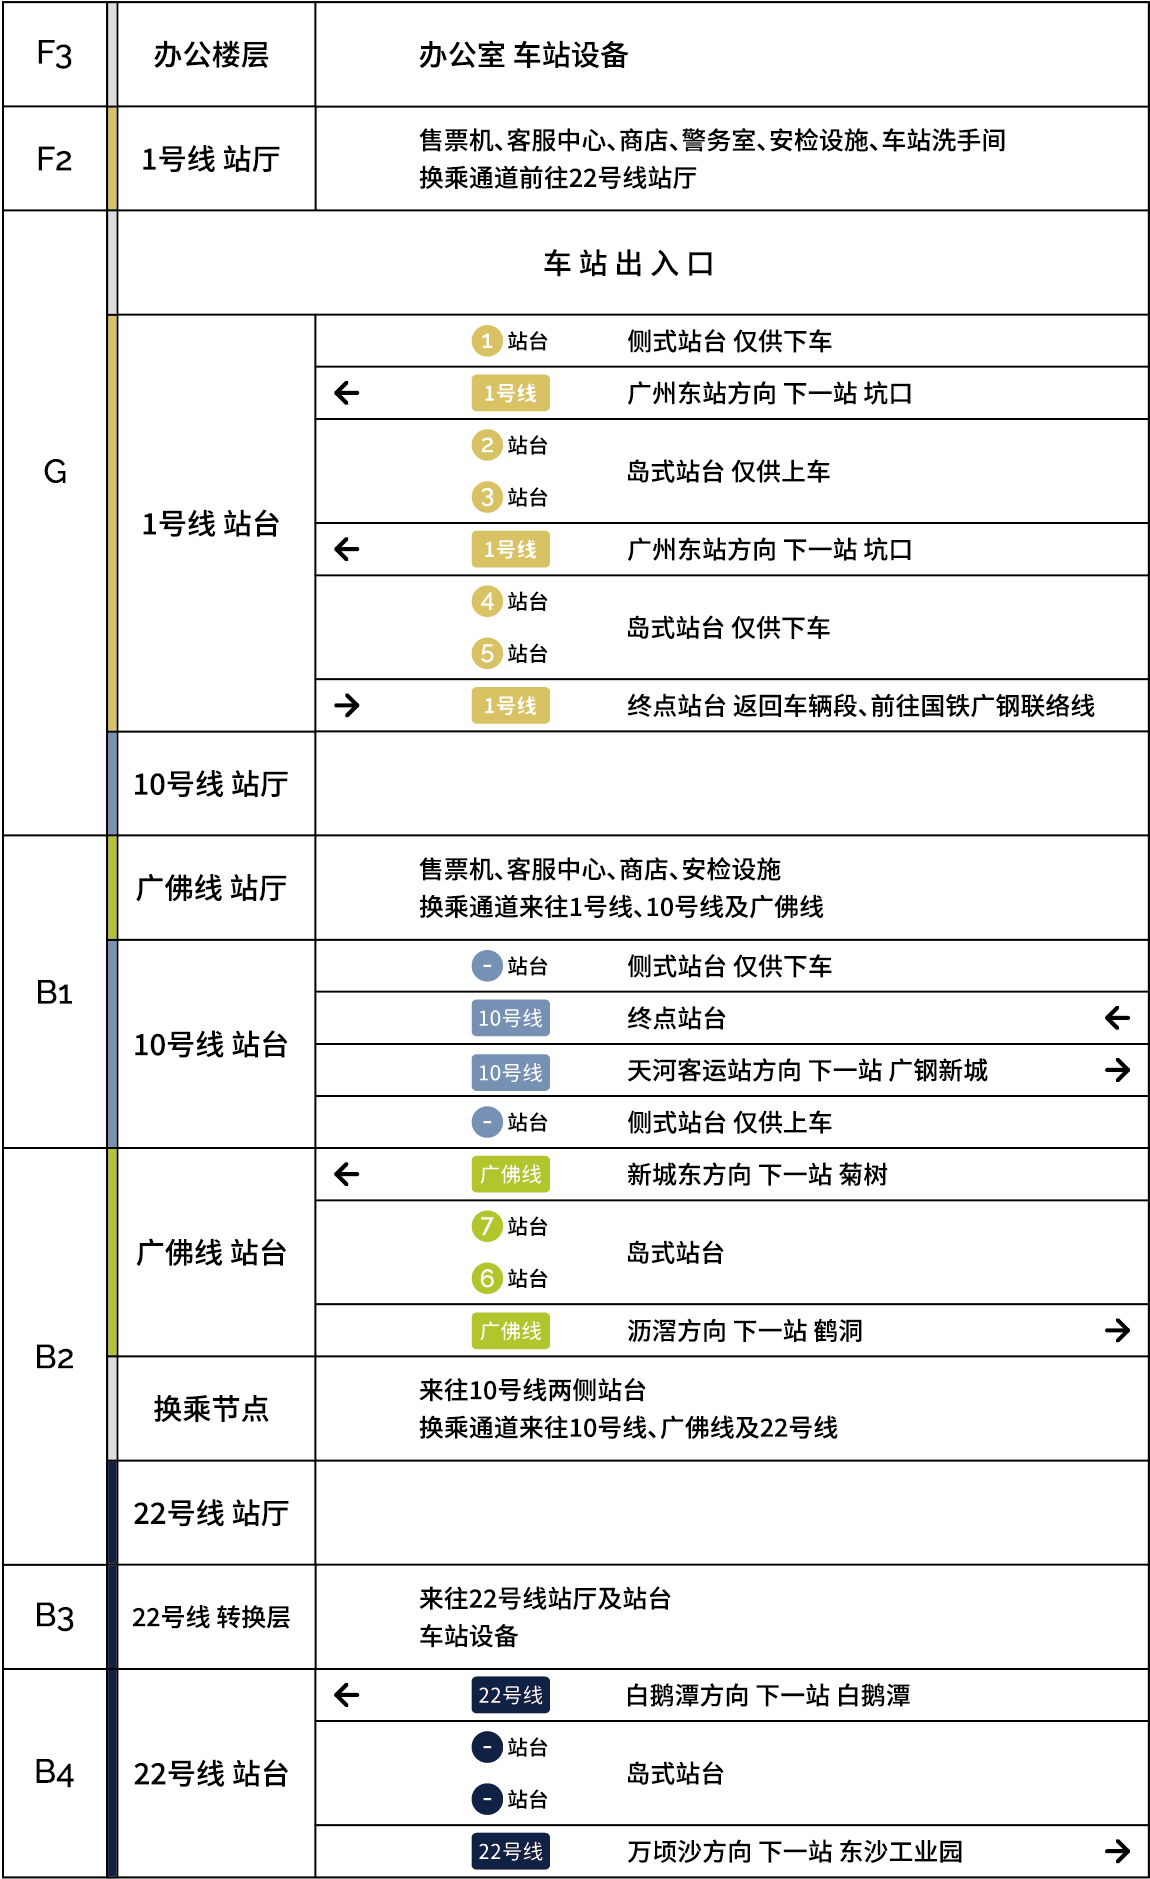 F3
办公楼层
办公室 车站设备
F2
1号线 站厅
售票机、客服中心、商店、警务室、安检设施、车站洗手间
换乘通道前往22号线站厅
G
车 站 出 入 口
1号线 站台
1 站台
侧式站台 仅供下车
← 1号线
广州东站方向 下一站 坑口
2 站台
3 站台
岛式站台 仅供上车
← 1号线
广州东站方向 下一站 坑口
4 站台
5 站台
岛式站台 仅供下车
→ 1号线
终点站台 返回车辆段、前往国铁广钢联络线
10号线 站厅
B1
广佛线 站厅
售票机、客服中心、商店、安检设施
换乘通道来往1号线、10号线及广佛线
10号线 站台
- 站台
侧式站台 仅供下车
10号线
终点站台 ←
10号线
天河客运站方向 下一站 广钢新城 →
- 站台
侧式站台 仅供上车
B2
广佛线 站台
← 广佛线
新城东方向 下一站 菊树
7 站台
6 站台
岛式站台
广佛线
沥滘方向 下一站 鹤洞 →
换乘节点
来往10号线两侧站台
换乘通道来往10号线、广佛线及22号线
22号线 站厅
B3
22号线 转换层
来往22号线站厅及站台
车站设备
B4
22号线 站台
← 22号线
白鹅潭方向 下一站 白鹅潭
- 站台
- 站台
岛式站台
22号线
万顷沙方向 下一站 东沙工业园 →